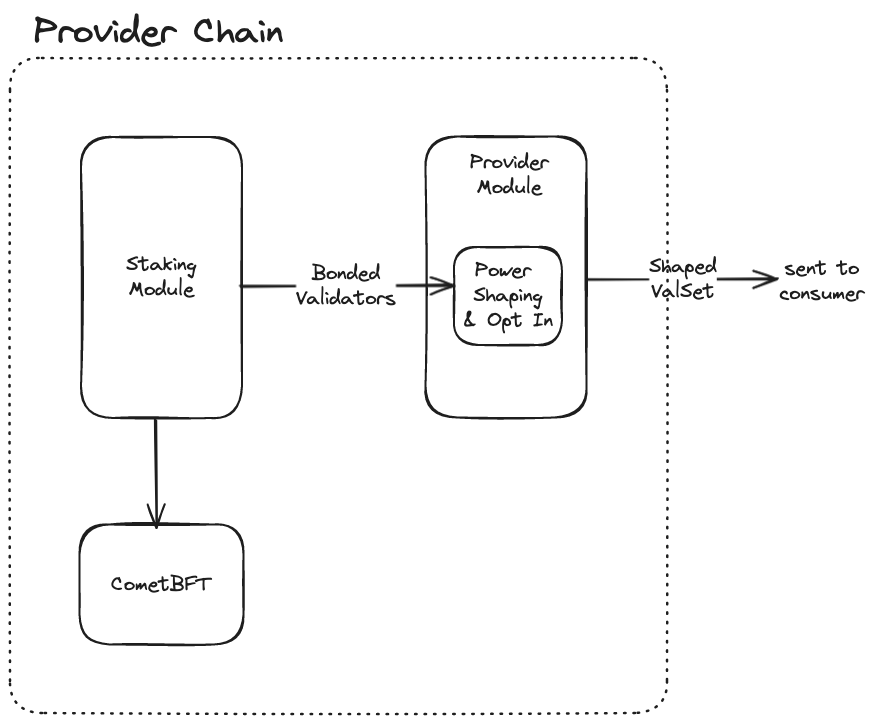 Provider Chain
Provider
Module
Staking
Module
Bonded
Validators
Power
Shaping
& Opt In
Shaped
ValSet
sent to
consumer
CometBFT